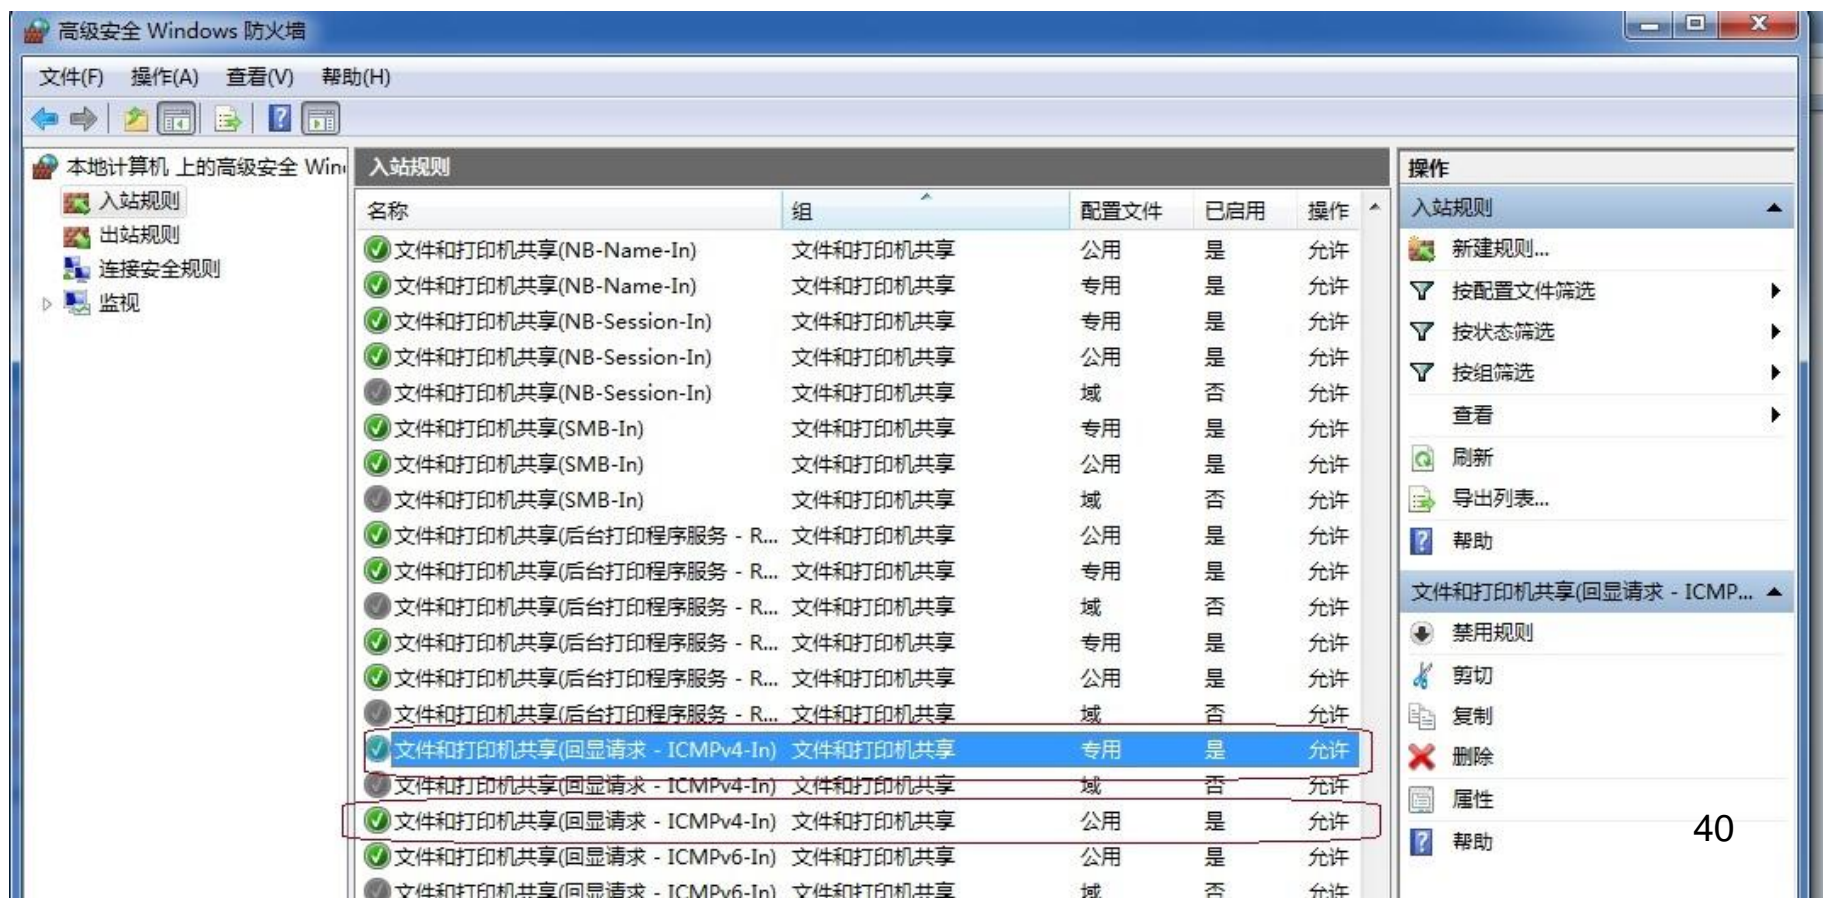 高级安全 Windows 防火墙
文件(F) 操作(A) 查看(V) 帮助(H)
本地计算机 上的高级安全 Win
入站规则
出站规则
连接安全规则
监视
入站规则
名称 组 配置文件 已启用 操作
文件和打印机共享(NB-Name-In) 文件和打印机共享 公用 是 允许
文件和打印机共享(NB-Name-In) 文件和打印机共享 专用 是 允许
文件和打印机共享(NB-Session-In) 文件和打印机共享 专用 是 允许
文件和打印机共享(NB-Session-In) 文件和打印机共享 公用 是 允许
文件和打印机共享(NB-Session-In) 文件和打印机共享 域 否 允许
文件和打印机共享(SMB-In) 文件和打印机共享 专用 是 允许
文件和打印机共享(SMB-In) 文件和打印机共享 公用 是 允许
文件和打印机共享(SMB-In) 文件和打印机共享 域 否 允许
文件和打印机共享(后台打印程序服务 - R... 文件和打印机共享 公用 是 允许
文件和打印机共享(后台打印程序服务 - R... 文件和打印机共享 专用 是 允许
文件和打印机共享(后台打印程序服务 - R... 文件和打印机共享 域 否 允许
文件和打印机共享(后台打印程序服务 - R... 文件和打印机共享 专用 是 允许
文件和打印机共享(后台打印程序服务 - R... 文件和打印机共享 公用 是 允许
文件和打印机共享(后台打印程序服务 - R... 文件和打印机共享 域 否 允许
文件和打印机共享(回显请求 - ICMPv4-In) 文件和打印机共享 专用 是 允许
文件和打印机共享(回显请求 - ICMPv4-In) 文件和打印机共享 域 否 允许
文件和打印机共享(回显请求 - ICMPv4-In) 文件和打印机共享 公用 是 允许
文件和打印机共享(回显请求 - ICMPv6-In) 文件和打印机共享 公用 是 允许
文件和打印机共享(回显请求 - ICMPv6-In) 文件和打印机共享 域 否 允许
操作
入站规则
新建规则...
按配置文件筛选
按状态筛选
按组筛选
查看
刷新
导出列表...
帮助
文件和打印机共享(回显请求 - ICMP...
禁用规则
剪切
复制
删除
属性
帮助
40